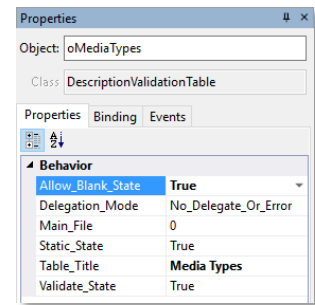 Properties
Object: oMediaTypes
Class DescriptionValidationTable
Properties Binding Events
Behavior
Allow_Blank_State True
Delegation_Mode No_Delegate_Or_Error
Main_File 0
Static_State True
Table_Title Media Types
Validate_State True